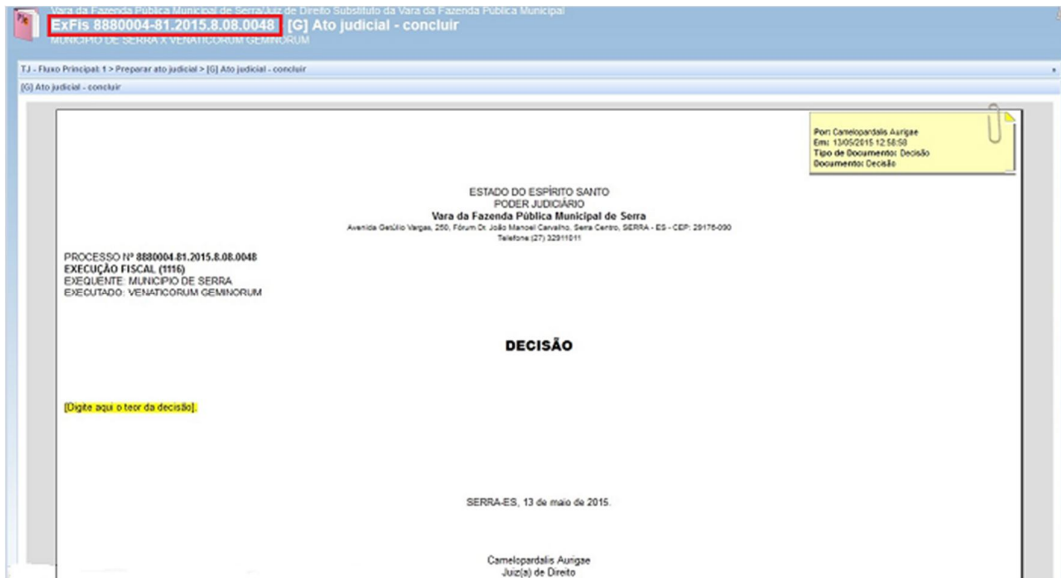 Vara da Fazenda Pública Municipal de Serra/Juiz de Direito Substituto da Vara da Fazenda Pública Municipal
ExFis 8880004-81.2015.8.08.0048 [G] Ato judicial - concluir
MUNICIPIO DE SERRA X VENATICORUM GEMINORUM
TJ - Fluxo Principal: 1 > Preparar ato judicial > [G] Ato judicial - concluir
[G] Ato judicial - concluir
Por: Camelopardalis Aurigae
Em: 13/05/2015 12:58:58
Tipo de Documento: Decisão
Documento: Decisão
ESTADO DO ESPÍRITO SANTO
PODER JUDICIÁRIO
Vara da Fazenda Pública Municipal de Serra
Avenida Getúlio Vargas, 250, Fórum Dr. João Manoel Carvalho, Serra Centro, SERRA - ES - CEP: 29176-090
Telefone (27) 32911011
PROCESSO Nº 8880004-81.2015.8.08.0048
EXECUÇÃO FISCAL (1116)
EXEQUENTE: MUNICIPIO DE SERRA
EXECUTADO: VENATICORUM GEMINORUM
DECISÃO
[Digite aqui o teor da decisão].
SERRA-ES, 13 de maio de 2015.
Camelopardalis Aurigae
Juiz(a) de Direito